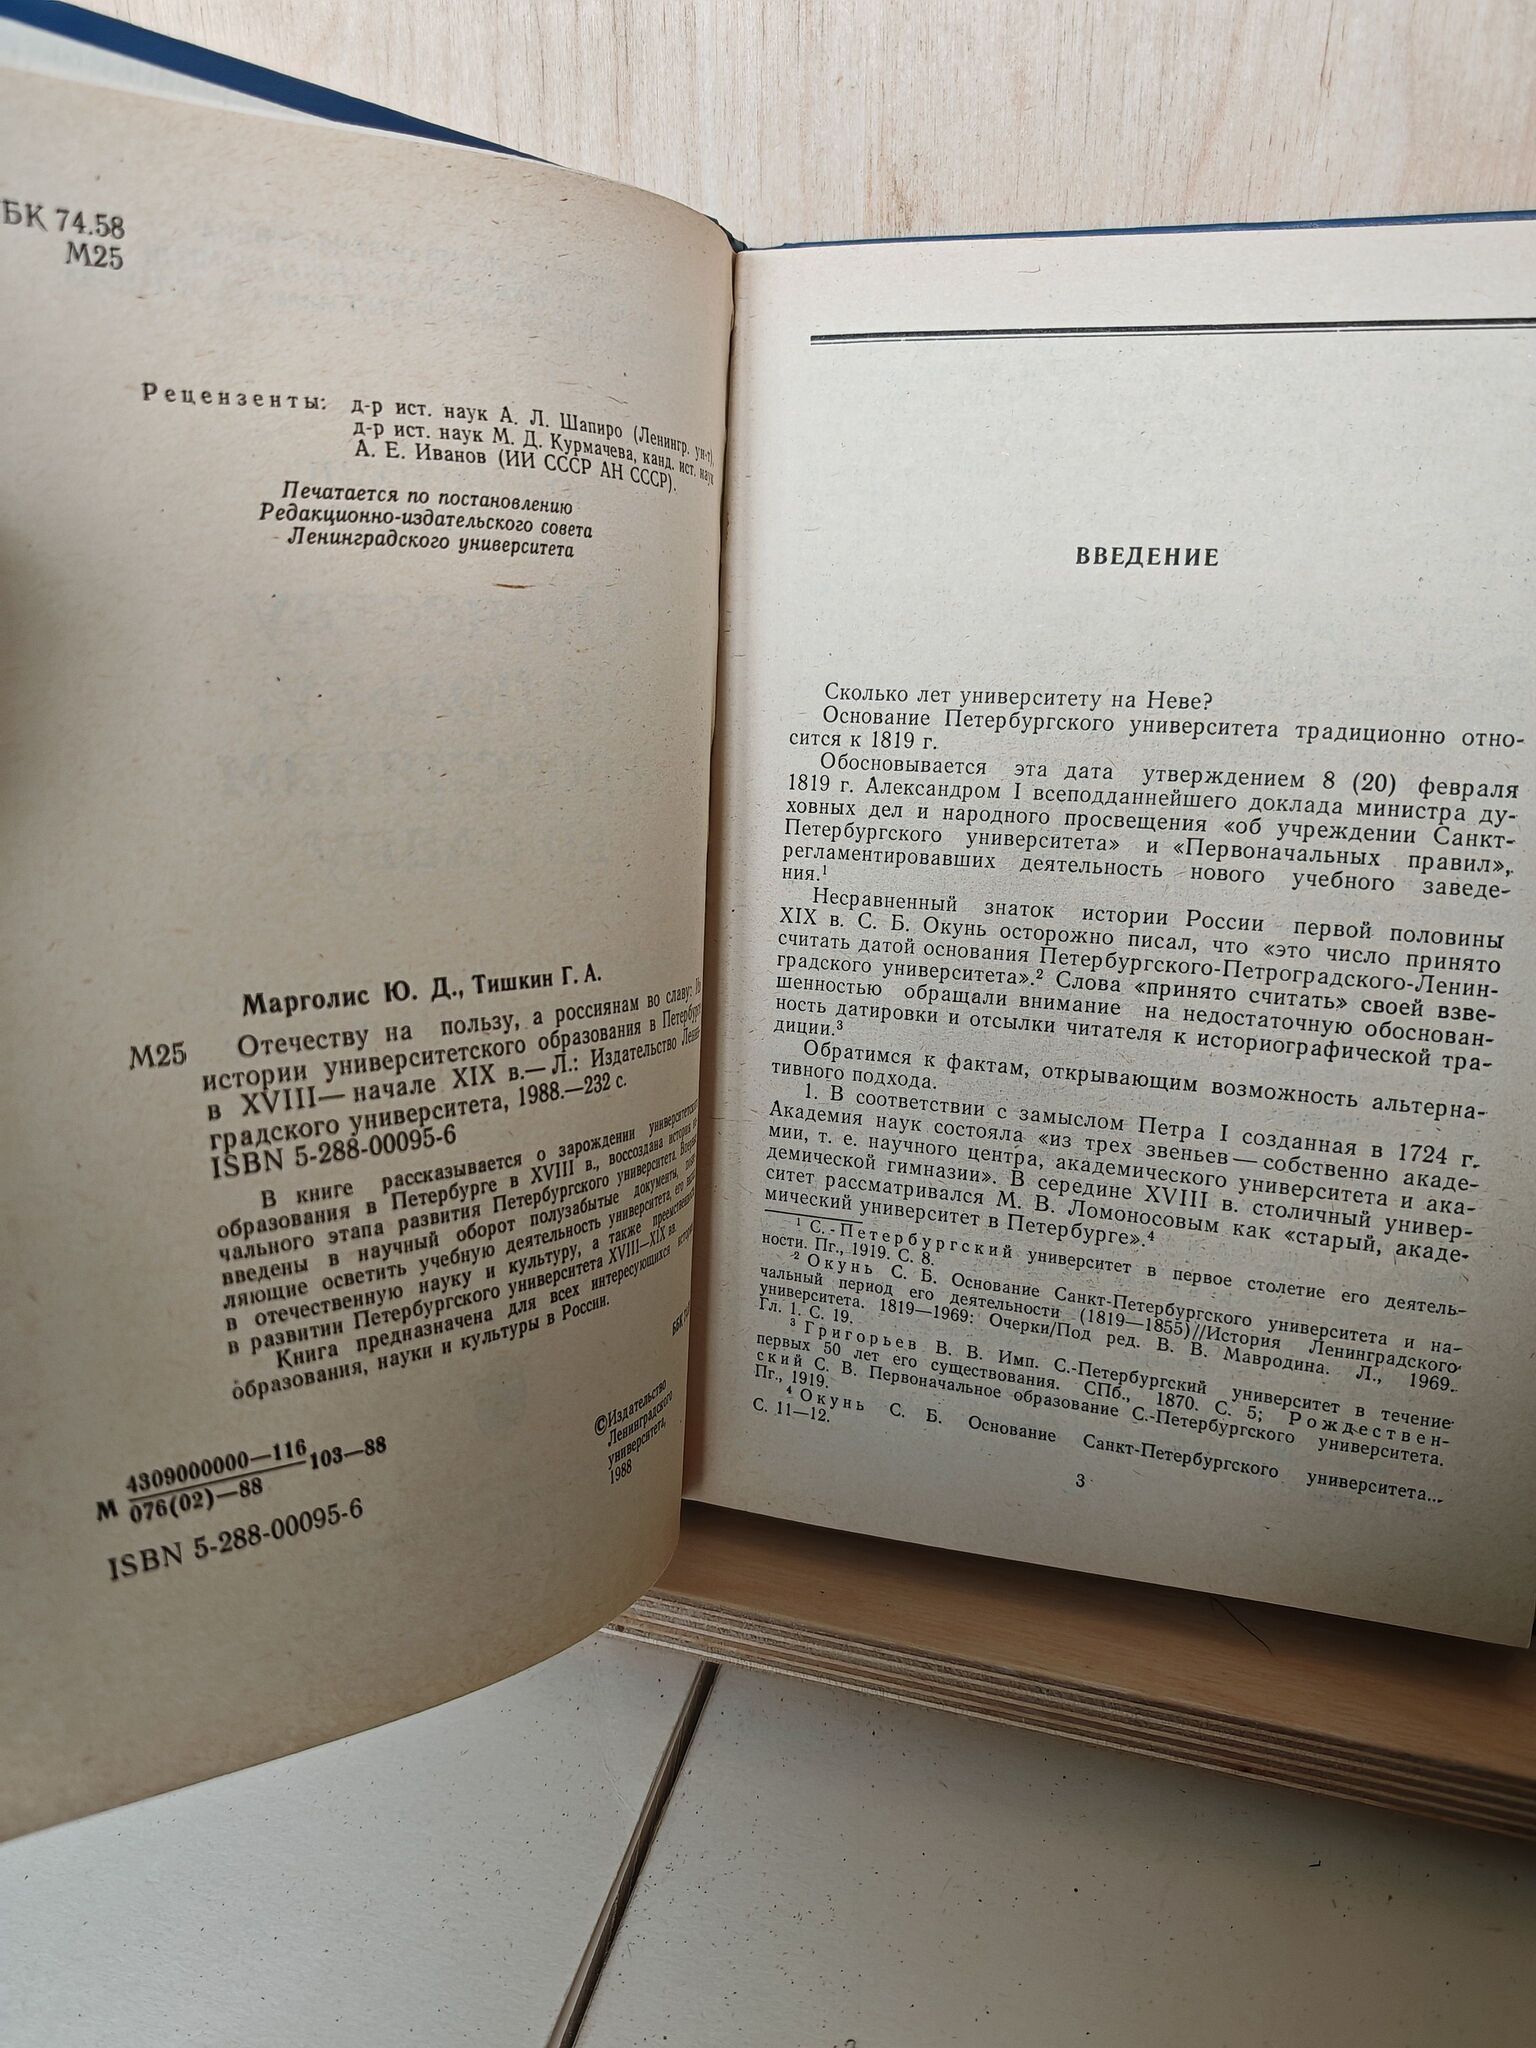 БК 74.58
М25
Рецензенты: д-р ист. наук А. Л. Шапиро (Ленингр. ун-т),
д-р ист. наук М. Д. Курмачева, канд. ист. наук
А. Е. Иванов (ИИ СССР АН СССР).
Печатается по постановлению
Редакционно-издательского совета
Ленинградского университета
Марголис Ю. Д., Тишкин Г. А.
М25 Отечеству на пользу, а россиянам во славу: Из
истории университетского образования в Петербурге
в XVIII — начале XIX в.— Л.: Издательство Ленин
градского университета, 1988.—232 с.
ISBN 5-288-00095-6
В книге рассказывается о зарождении университетского
образования в Петербурге в XVIII в., воссоздана история
чального этапа развития Петербургского университета. Впервые
введены в научный оборот полузабытые документы,
ляющие осветить учебную деятельность университета, его
в отечественную науку и культуру, а также
в развитии Петербургского университета XVIII—XIX вв.
Книга предназначена для всех интересующихся
образования, науки и культуры в России.
ББК
М 4309000000—116 103—88
076(02)—88
© Издательство
Ленинградского
университета,
1988
ISBN 5-288-00095-6
ВВЕДЕНИЕ
Сколько лет университету на Неве?
Основание Петербургского университета традиционно отно-
сится к 1819 г.
Обосновывается эта дата утверждением 8 (20) февраля
1819 г. Александром I всеподданнейшего доклада министра ду-
ховных дел и народного просвещения «об учреждении Санкт-
Петербургского университета» и «Первоначальных правил»,
регламентировавших деятельность нового учебного заведе-
ния.¹
Несравненный знаток истории России первой половины
XIX в. С. Б. Окунь осторожно писал, что «это число принято
считать датой основания Петербургского-Петроградского-Ленин-
градского университета».² Слова «принято считать» своей взве-
шенностью обращали внимание на недостаточную обоснован-
ность датировки и отсылки читателя к историографической тра-
диции.³
Обратимся к фактам, открывающим возможность альтерна-
тивного подхода.
1. В соответствии с замыслом Петра I созданная в 1724 г.
Академия наук состояла «из трех звеньев — собственно акаде-
мии, т. е. научного центра, академического университета и ака-
демической гимназии». В середине XVIII в. столичный универ-
ситет рассматривался М. В. Ломоносовым как «старый, акаде-
мический университет в Петербурге».⁴
¹ С.-Петербургский университет в первое столетие его деятель-
ности. Пг., 1919. С. 8.
² Окунь С. Б. Основание Санкт-Петербургского университета и на-
чальный период его деятельности (1819—1855)//История Ленинградского
университета. 1819—1969: Очерки/Под ред. В. В. Мавродина. Л., 1969.
Гл. 1. С. 19.
³ Григорьев В. В. Имп. С.-Петербургский университет в течение
первых 50 лет его существования. СПб., 1870. С. 5; Рождествен-
ский С. В. Первоначальное образование С.-Петербургского университета.
Пг., 1919.
⁴ Окунь С. Б. Основание Санкт-Петербургского университета...
С. 11—12.
3